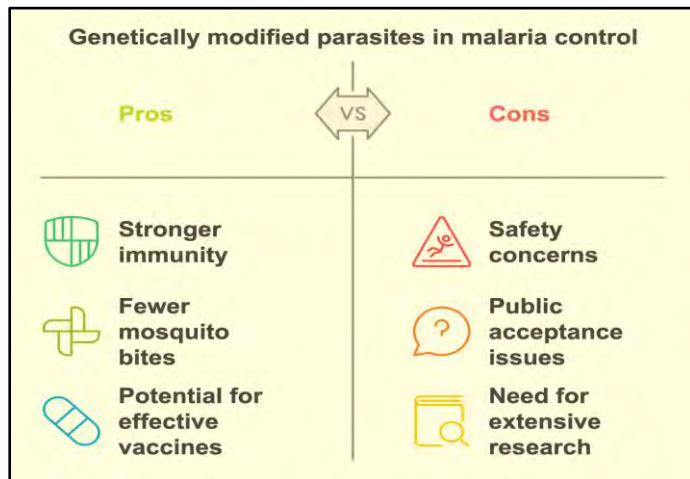 Genetically modified parasites in malaria control
Pros
VS
Cons
Stronger
immunity
Fewer
mosquito
bites
Potential for
effective
vaccines
Safety
concerns
?
Public
acceptance
issues
Need for
extensive
research